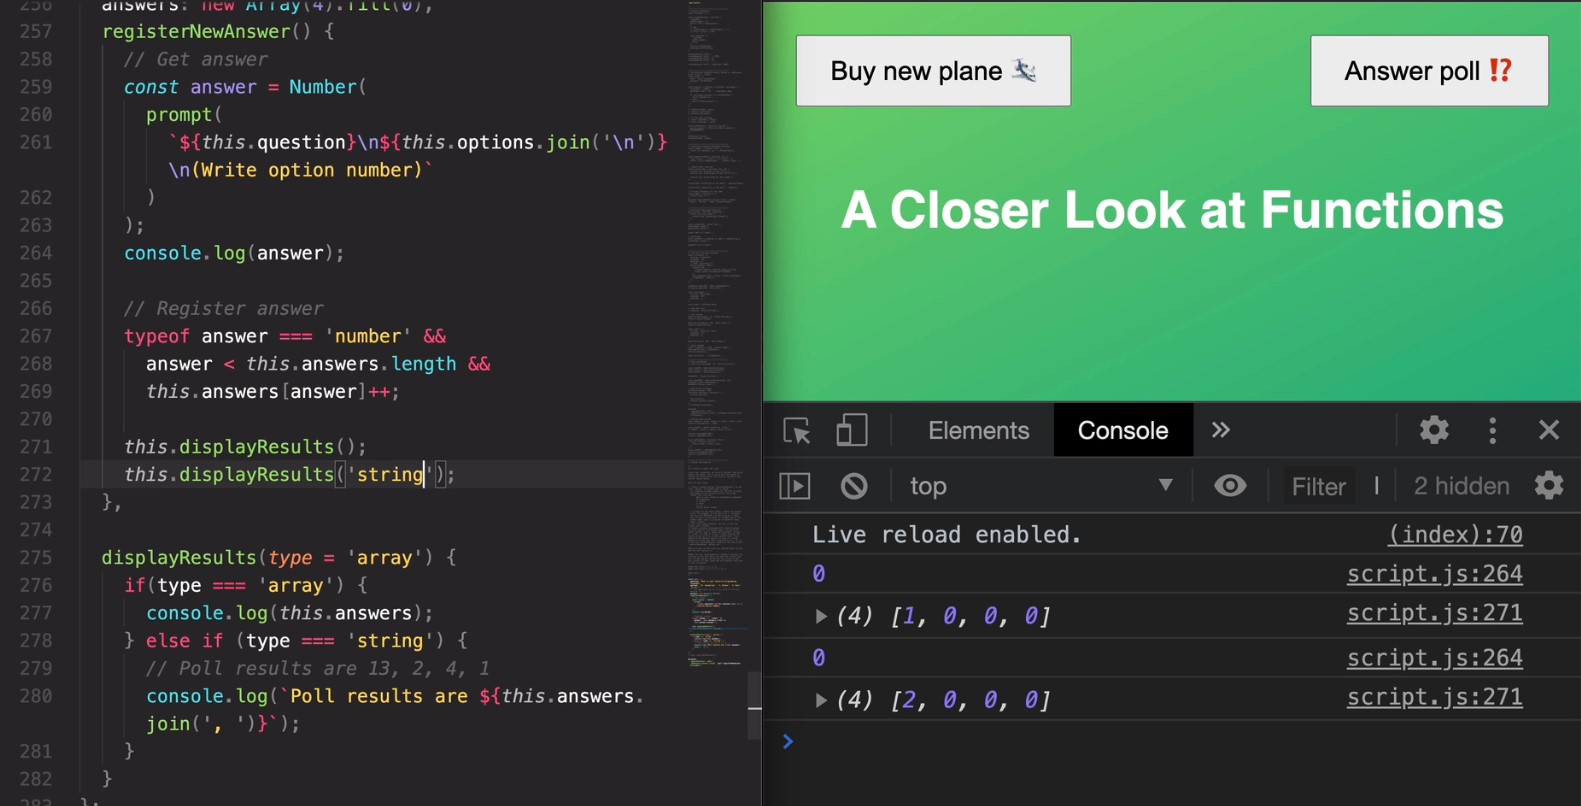 256 answers: new Array(4).fill(0),
257 registerNewAnswer() {
258 // Get answer
259 const answer = Number(
260 prompt(
261 `${this.question}\n${this.options.join('\n')}
\n(Write option number)`
262 )
263 );
264 console.log(answer);
265
266 // Register answer
267 typeof answer === 'number' &&
268 answer < this.answers.length &&
269 this.answers[answer]++;
270
271 this.displayResults();
272 this.displayResults('string');
273 },
274
275 displayResults(type = 'array') {
276 if(type === 'array') {
277 console.log(this.answers);
278 } else if (type === 'string') {
279 // Poll results are 13, 2, 4, 1
280 console.log(`Poll results are ${this.answers.
join(', ')}`);
281 }
282 }
283 };
Buy new plane 🛩
Answer poll ⁉️
A Closer Look at Functions
Elements Console »
top Filter 2 hidden
Live reload enabled. (index):70
0 script.js:264
▶ (4) [1, 0, 0, 0] script.js:271
0 script.js:264
▶ (4) [2, 0, 0, 0] script.js:271
>